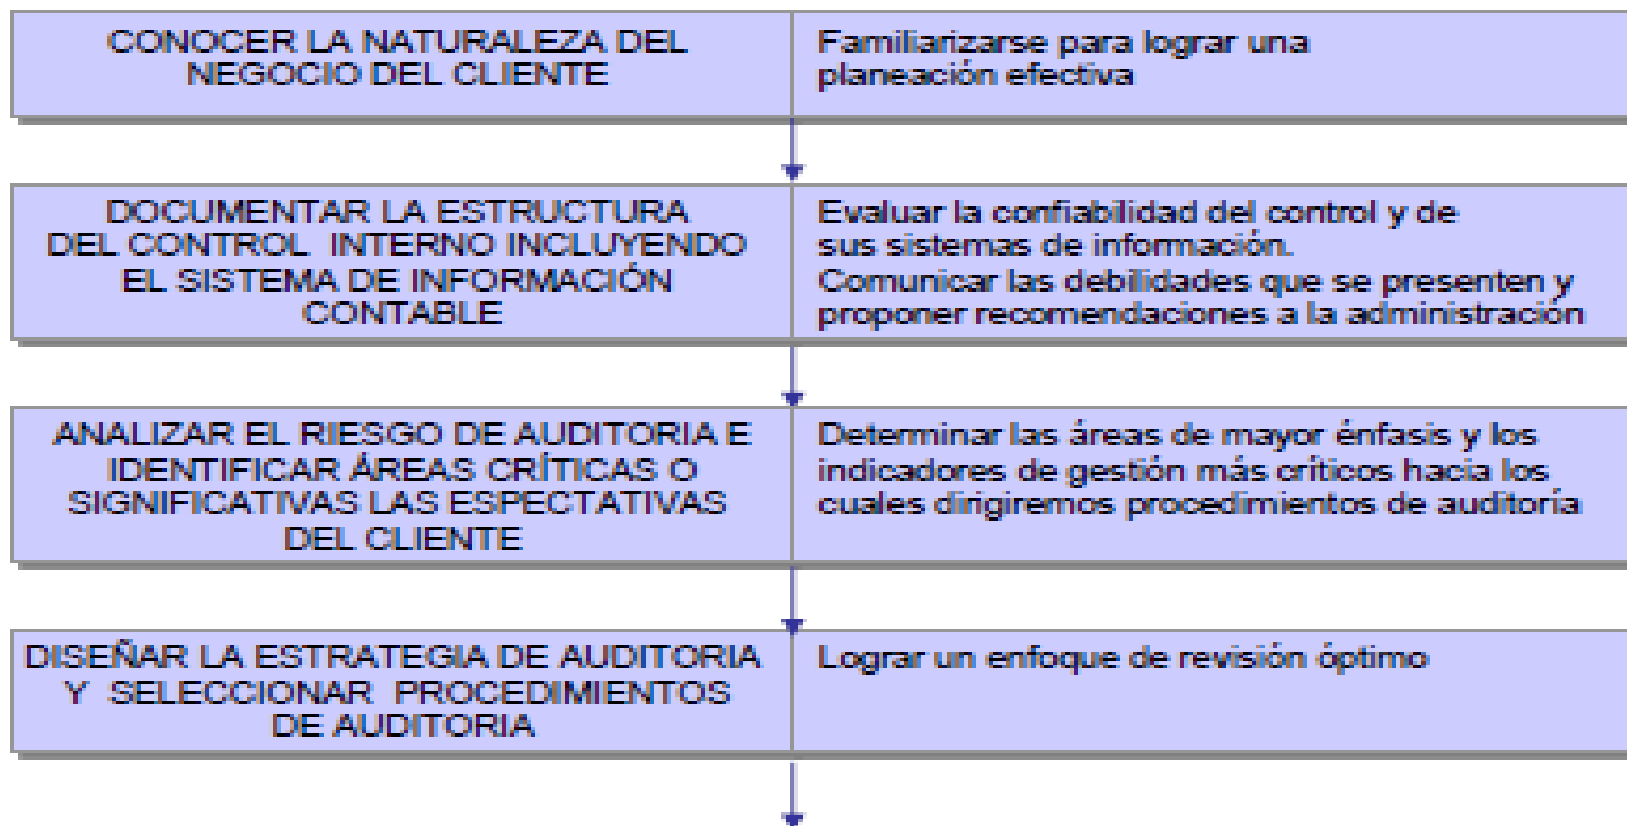 CONOCER LA NATURALEZA DEL
NEGOCIO DEL CLIENTE
Familiarizarse para lograr una
planeación efectiva
DOCUMENTAR LA ESTRUCTURA
DEL CONTROL INTERNO INCLUYENDO
EL SISTEMA DE INFORMACIÓN
CONTABLE
Evaluar la confiabilidad del control y de
sus sistemas de información.
Comunicar las debilidades que se presenten y
proponer recomendaciones a la administración
ANALIZAR EL RIESGO DE AUDITORIA E
IDENTIFICAR ÁREAS CRÍTICAS O
SIGNIFICATIVAS LAS ESPECTATIVAS
DEL CLIENTE
Determinar las áreas de mayor énfasis y los
indicadores de gestión más críticos hacia los
cuales dirigiremos procedimientos de auditoría
DISEÑAR LA ESTRATEGIA DE AUDITORIA
Y SELECCIONAR PROCEDIMIENTOS
DE AUDITORIA
Lograr un enfoque de revisión óptimo